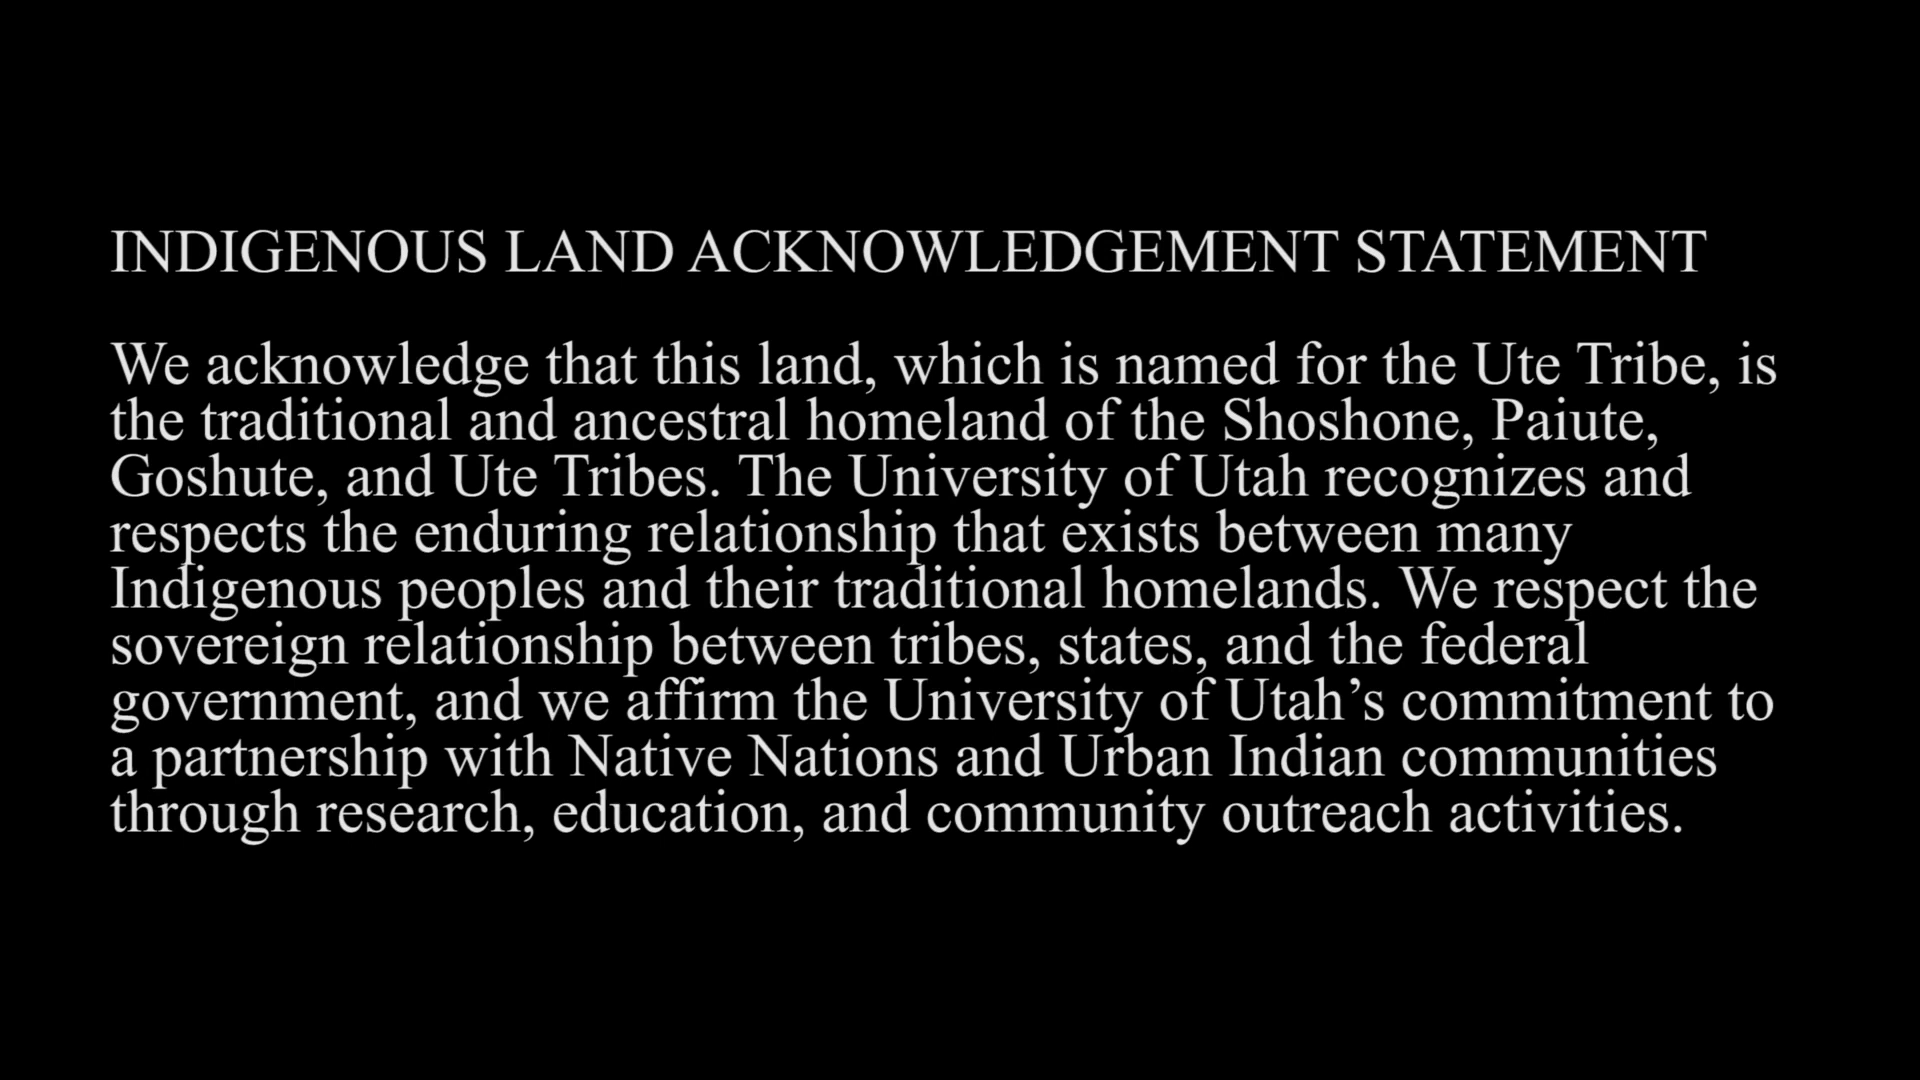 INDIGENOUS LAND ACKNOWLEDGEMENT STATEMENT
We acknowledge that this land, which is named for the Ute Tribe, is
the traditional and ancestral homeland of the Shoshone, Paiute,
Goshute, and Ute Tribes. The University of Utah recognizes and
respects the enduring relationship that exists between many
Indigenous peoples and their traditional homelands. We respect the
sovereign relationship between tribes, states, and the federal
government, and we affirm the University of Utah’s commitment to
a partnership with Native Nations and Urban Indian communities
through research, education, and community outreach activities.